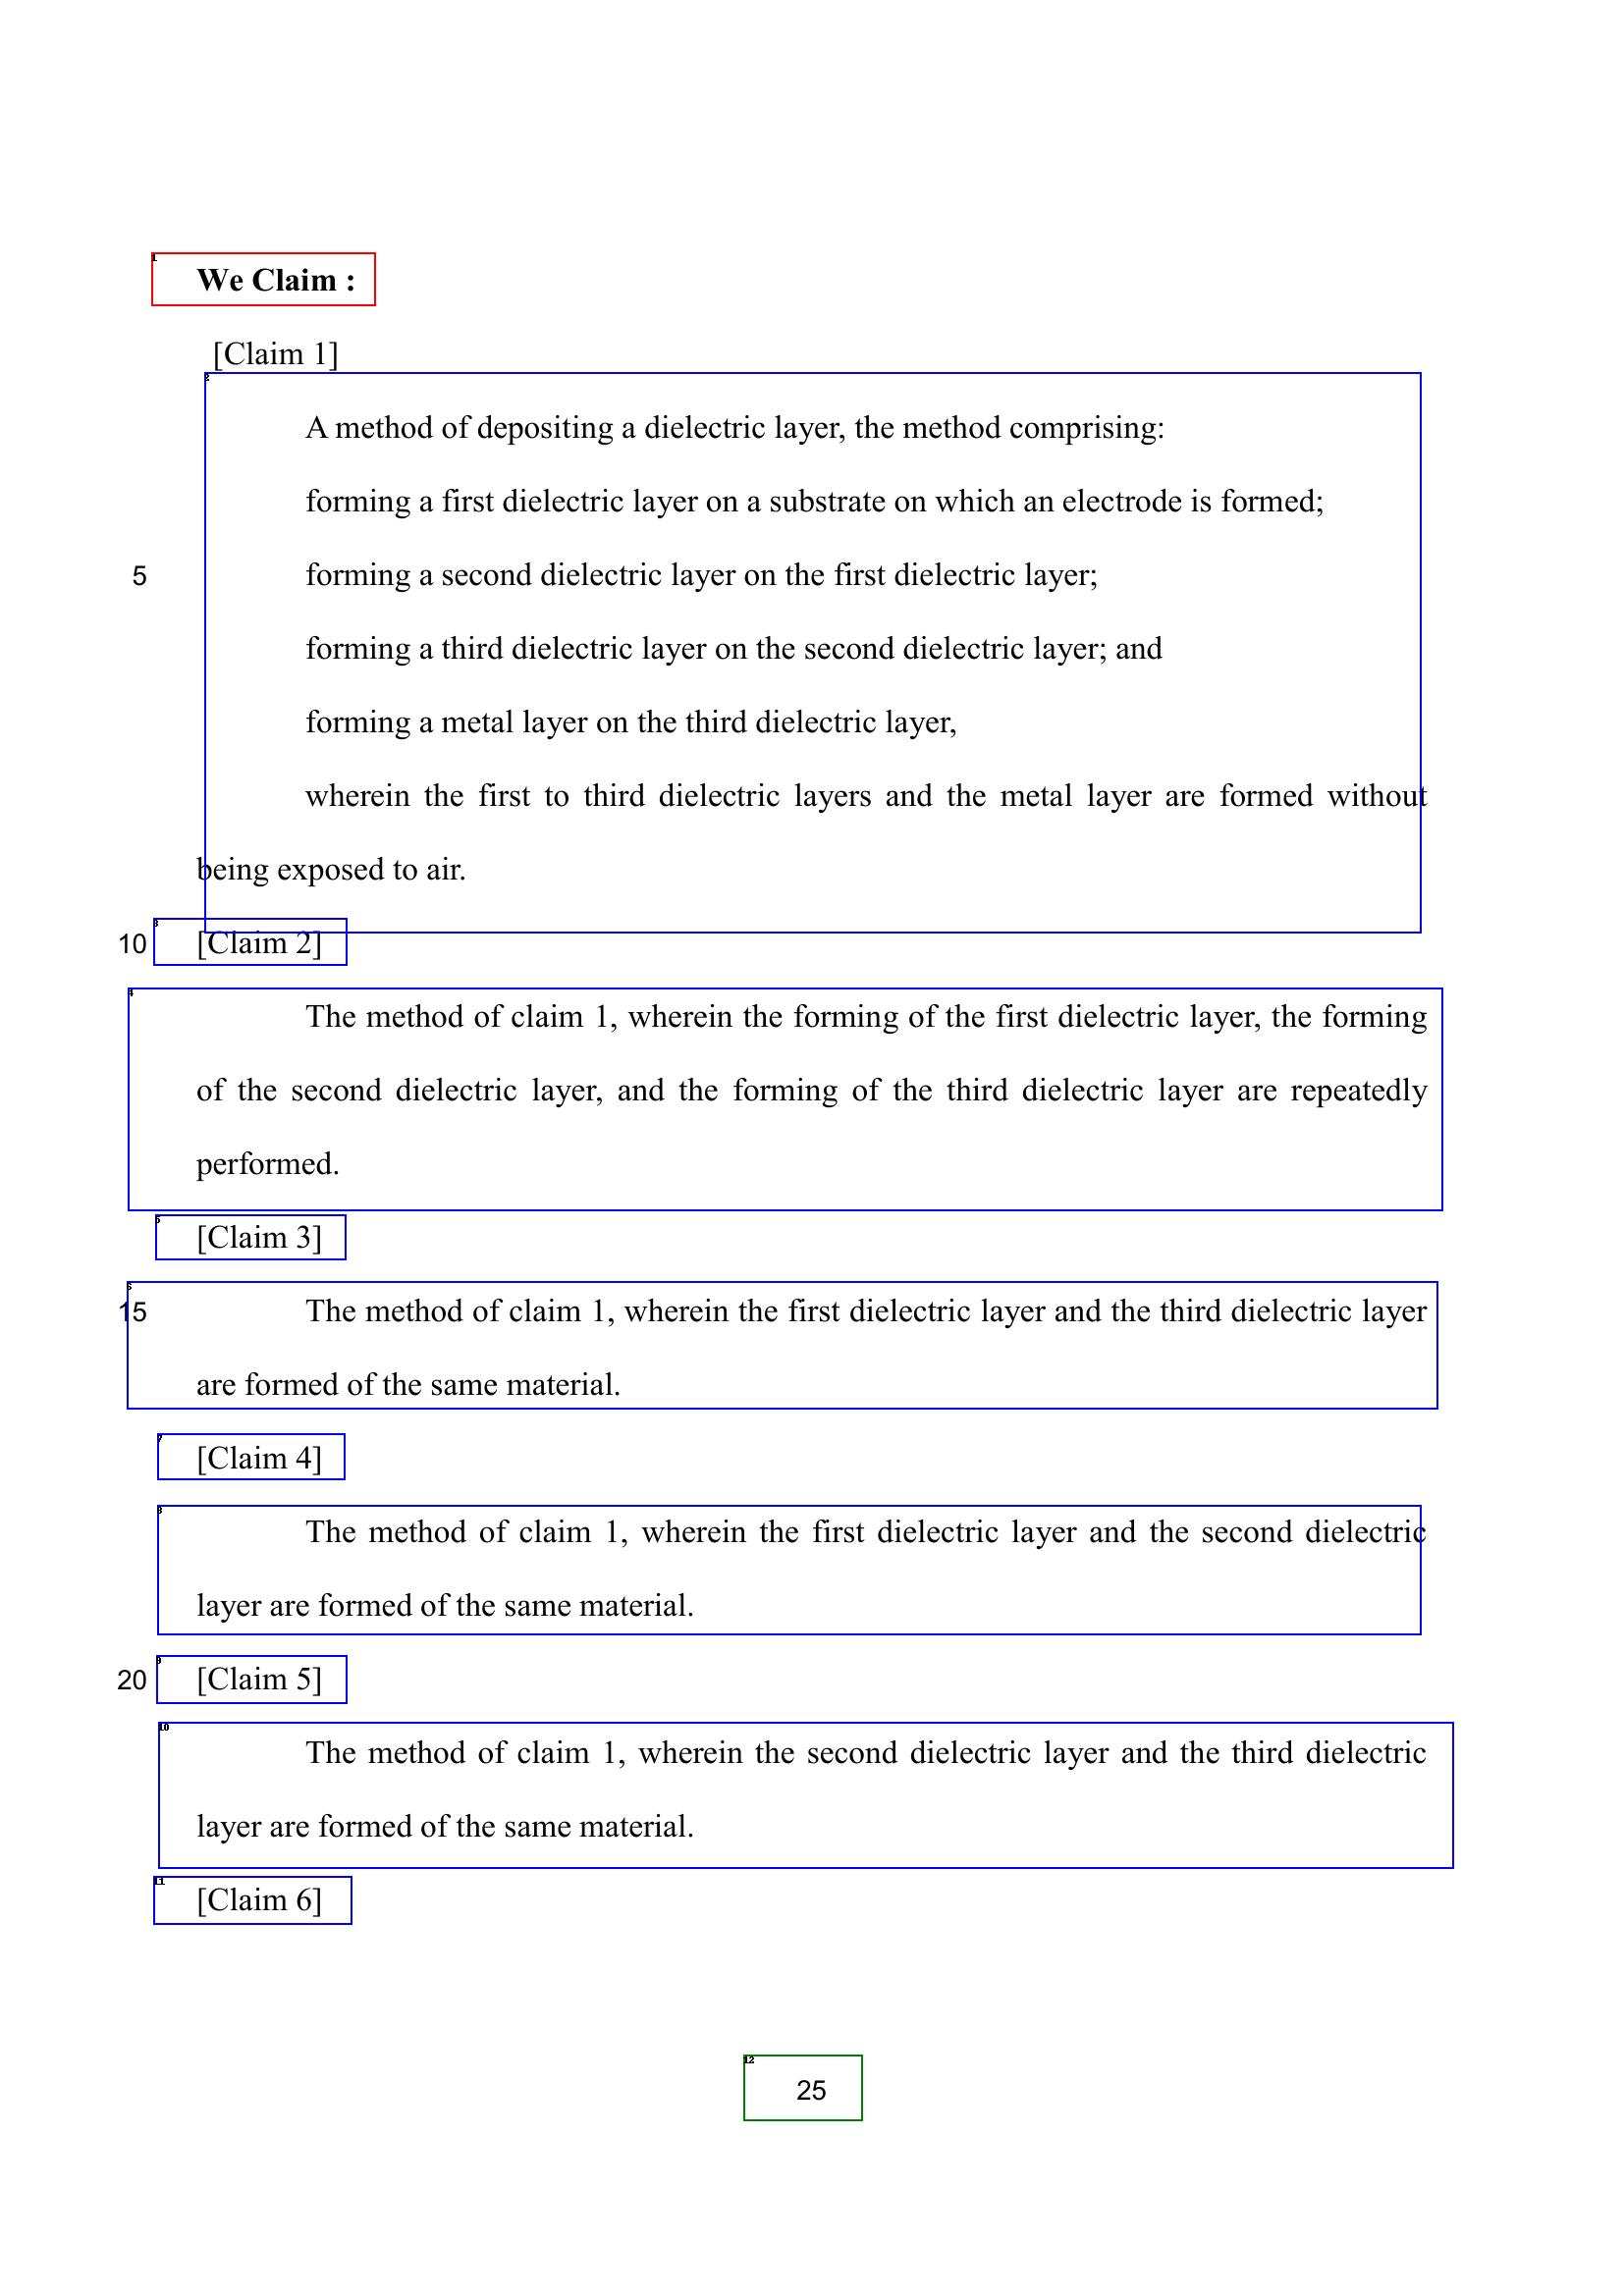 We Claim :
[Claim 1]
A method of depositing a dielectric layer, the method comprising:
forming a first dielectric layer on a substrate on which an electrode is formed;
5 forming a second dielectric layer on the first dielectric layer;
forming a third dielectric layer on the second dielectric layer; and
forming a metal layer on the third dielectric layer,
wherein the first to third dielectric layers and the metal layer are formed without
being exposed to air.
10 [Claim 2]
The method of claim 1, wherein the forming of the first dielectric layer, the forming
of the second dielectric layer, and the forming of the third dielectric layer are repeatedly
performed.
[Claim 3]
15 The method of claim 1, wherein the first dielectric layer and the third dielectric layer
are formed of the same material.
[Claim 4]
The method of claim 1, wherein the first dielectric layer and the second dielectric
layer are formed of the same material.
20 [Claim 5]
The method of claim 1, wherein the second dielectric layer and the third dielectric
layer are formed of the same material.
[Claim 6]
25